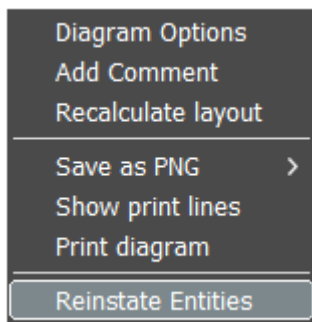 Diagram Options
Add Comment
Recalculate layout
Save as PNG
Show print lines
Print diagram
Reinstate Entities